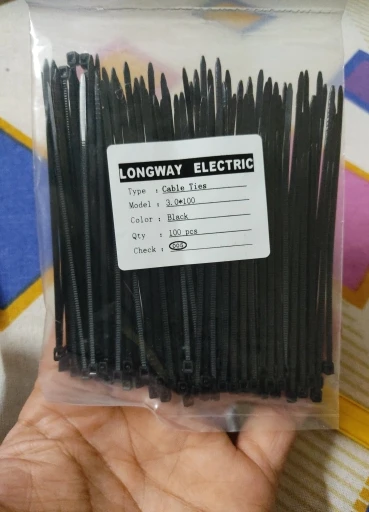 LONGWAY ELECTRIC
Type : Cable Ties
Model : 3.0*100
Color : Black
Qty : 100 pcs
Check :